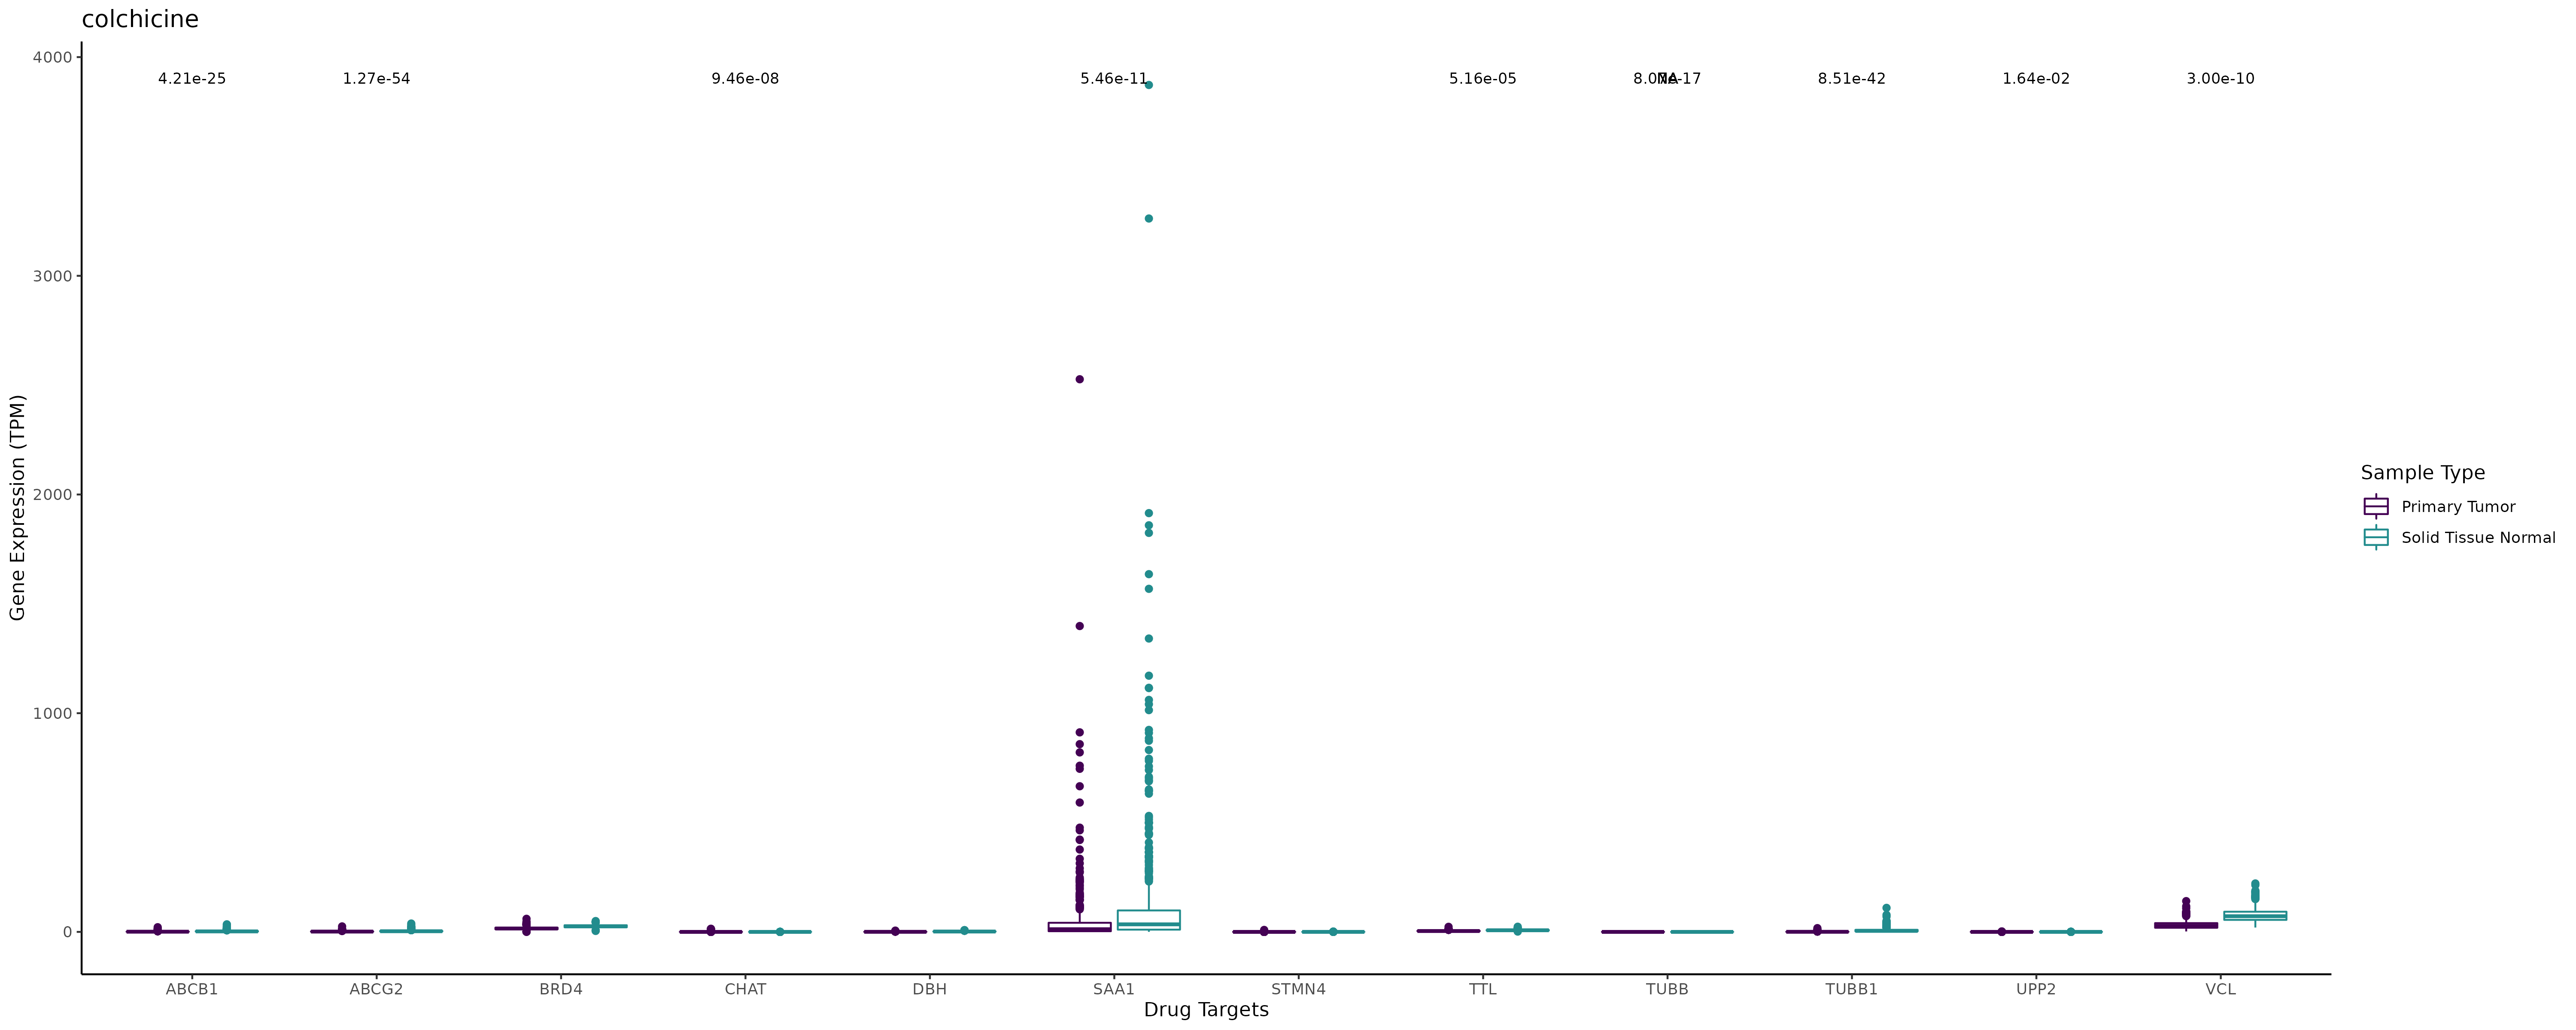 colchicine
4000
3000
2000
1000
0
Gene Expression (TPM)
4.21e-25 1.27e-54 9.46e-08 5.46e-11 5.16e-05 8.51e-42 1.64e-02 3.00e-10
ABCB1 ABCG2 BRD4 CHAT DBH SAA1 STMN4 TTL TUBB TUBB1 UPP2 VCL
Drug Targets
Sample Type
Primary Tumor
Solid Tissue Normal